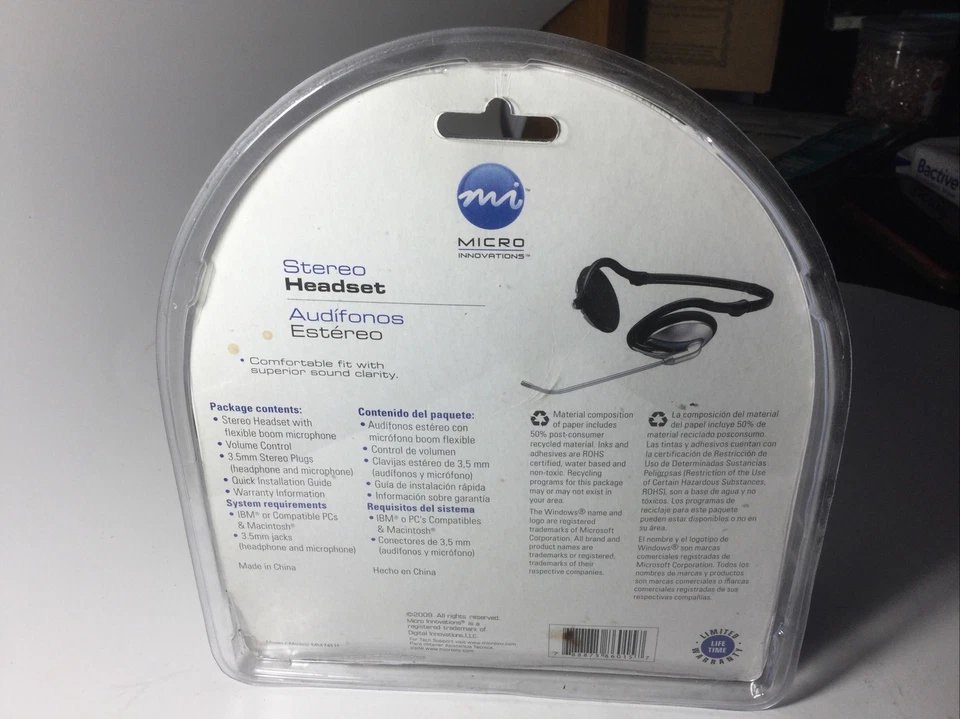 mi™
MICRO
INNOVATIONS™
Stereo
Headset
Audífonos
Estéreo
• Comfortable fit with
superior sound clarity.
Package contents:
• Stereo Headset with
flexible boom microphone
• Volume Control
• 3.5mm Stereo Plugs
(headphone and microphone)
• Quick Installation Guide
• Warranty Information
System requirements
• IBM® or Compatible PCs
& Macintosh®
• 3.5mm jacks
(headphone and microphone)
Made in China
Contenido del paquete:
• Audífonos estéreo con
micrófono boom flexible
• Control de volumen
• Clavijas estéreo de 3,5 mm
(audífonos y micrófono)
• Guía de instalación rápida
• Información sobre garantía
Requisitos del sistema
• IBM® o PC's Compatibles
& Macintosh®
• Conectores de 3,5 mm
(audífonos y micrófono)
Hecho en China
Material composition
of paper includes
50% post-consumer
recycled material. Inks and
adhesives are ROHS
certified, water based and
non-toxic. Recycling
programs for this package
may or may not exist in
your area.
The Windows® name and
logo are registered
trademarks of Microsoft
Corporation. All brand and
product names are
trademarks or registered
trademarks of their
respective companies.
La composición del material
del papel incluye 50% de
material reciclado posconsumo.
Las tintas y adhesivos cuentan con
la certificación de Restricción de
Uso de Determinadas Sustancias
Peligrosas (Restriction of the Use
of Certain Hazardous Substances,
ROHS), son a base de agua y no
tóxicos. Los programas de
reciclaje para este paquete
pueden estar disponibles o no en
su área.
El nombre y el logotipo de
Windows® son marcas
comerciales registradas de
Microsoft Corporation. Todos los
nombres de marcas y productos
son marcas comerciales o marcas
comerciales registradas de sus
respectivas compañías.
©2009. All rights reserved.
Micro Innovations® is a
registered trademark of
Digital Innovations,LLC.
LIMITED
LIFE
TIME
WARRANTY
Bactive